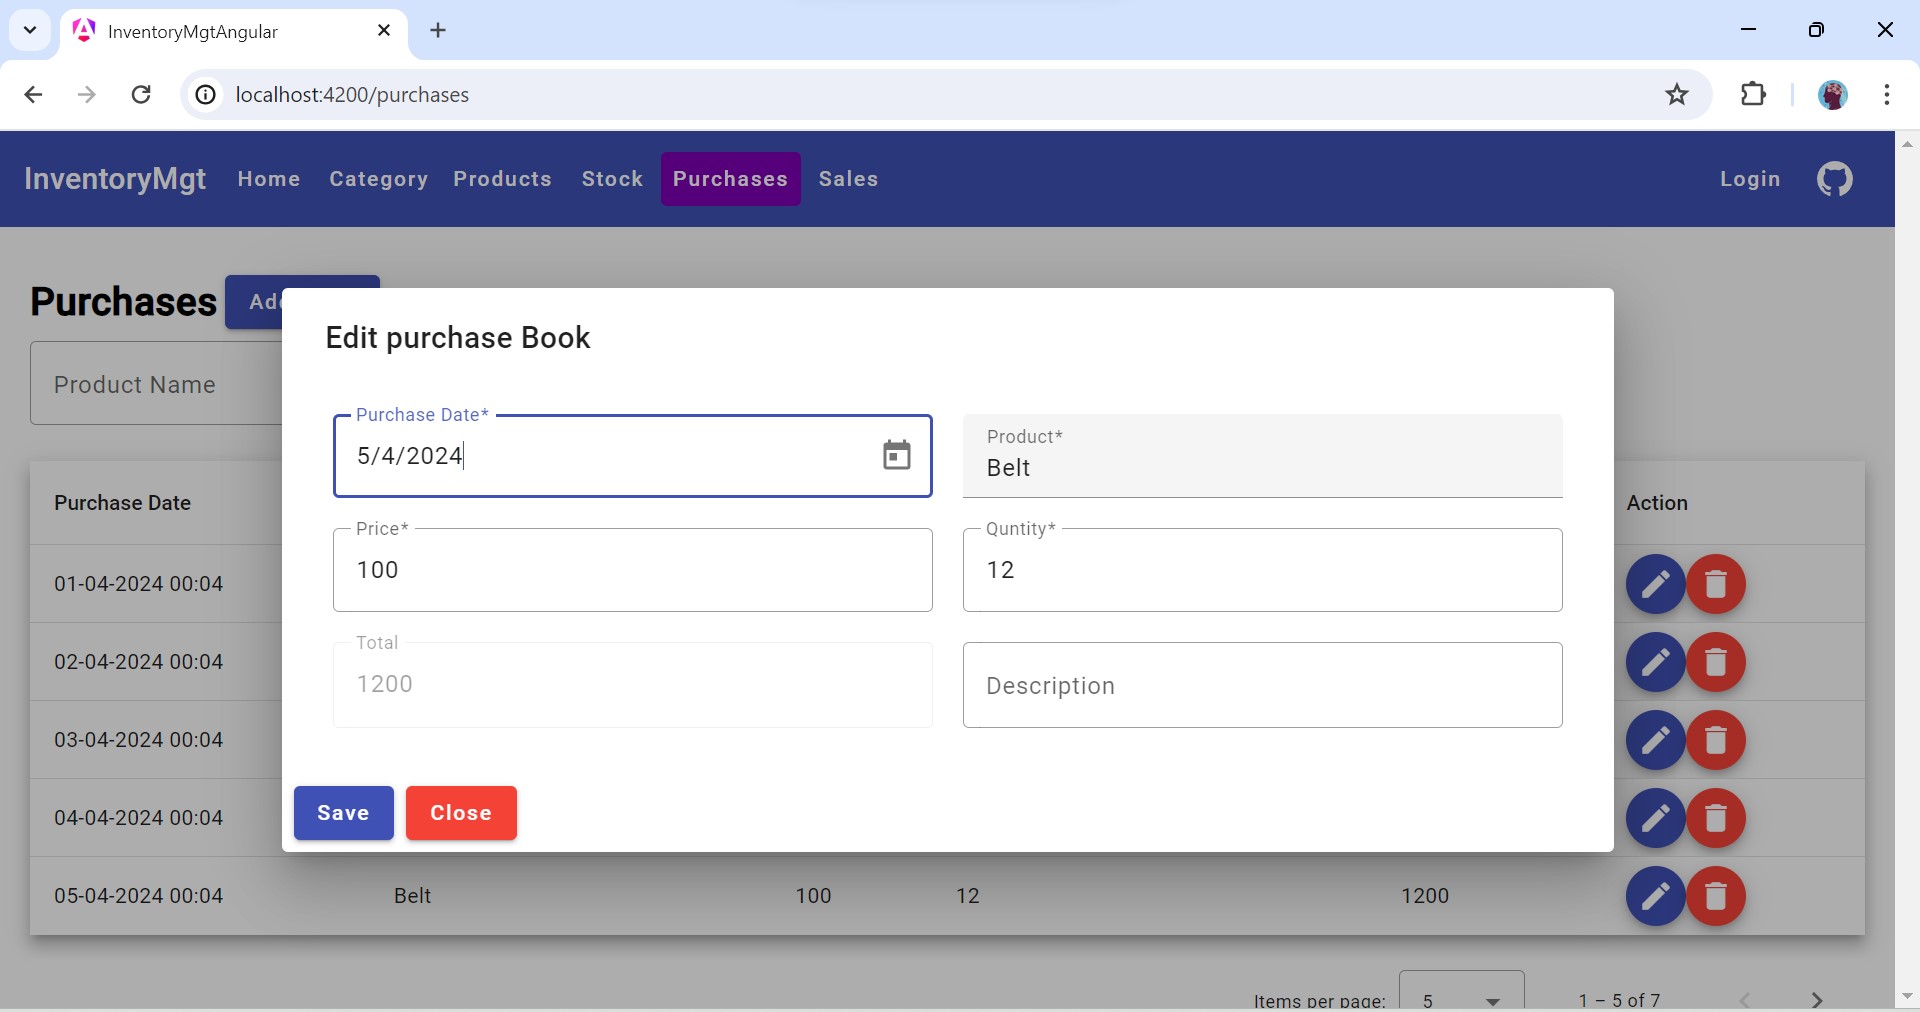 InventoryMgtAngular
localhost:4200/purchases
InventoryMgt Home Category Products Stock Purchases Sales Login
Purchases
Edit purchase Book
Product Name
Purchase Date*
5/4/2024
Product*
Belt
Price*
100
Quntity*
12
Total
1200
Description
Save Close
Purchase Date Action
01-04-2024 00:04
02-04-2024 00:04
03-04-2024 00:04
04-04-2024 00:04
05-04-2024 00:04 Belt 100 12 1200
Items per page: 5 1 – 5 of 7